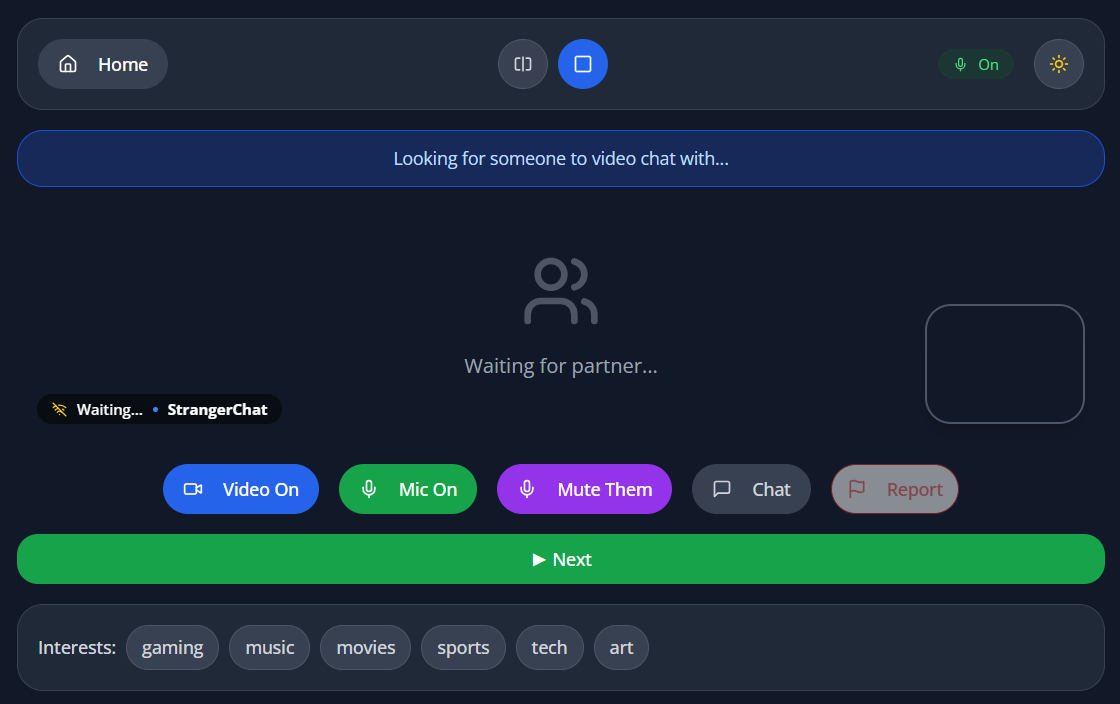 Home
On
Looking for someone to video chat with...
Waiting for partner...
Waiting... • StrangerChat
Video On
Mic On
Mute Them
Chat
Report
▶ Next
Interests: gaming music movies sports tech art